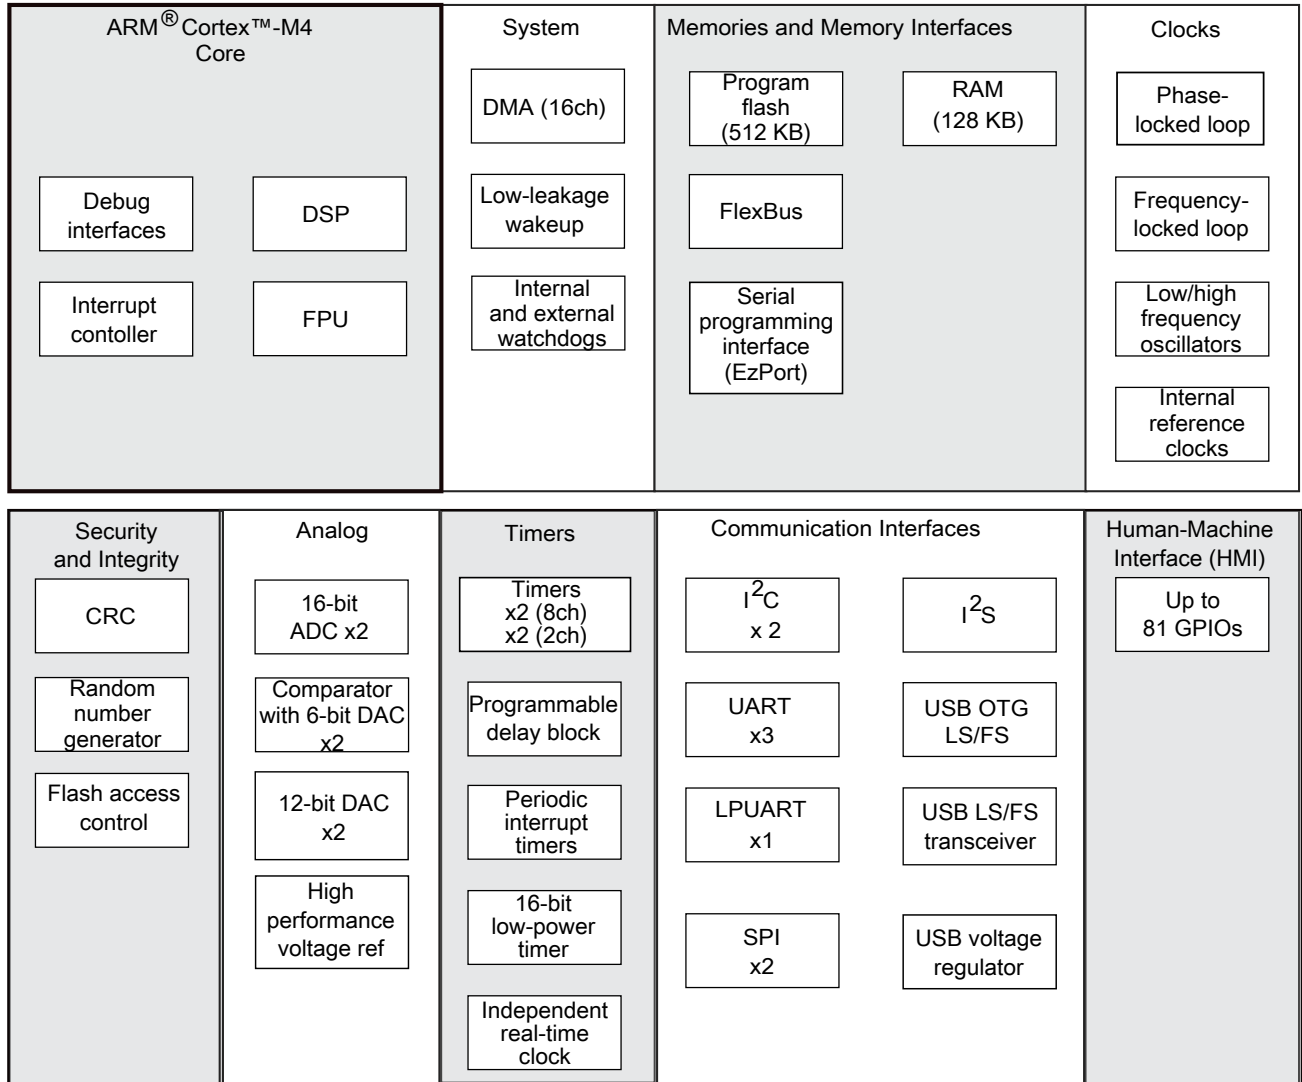 ARM® Cortex™-M4
Core
Debug
interfaces
DSP
Interrupt
contoller
FPU
System
DMA (16ch)
Low-leakage
wakeup
Internal
and external
watchdogs
Memories and Memory Interfaces
Program
flash
(512 KB)
RAM
(128 KB)
FlexBus
Serial
programming
interface
(EzPort)
Clocks
Phase-
locked loop
Frequency-
locked loop
Low/high
frequency
oscillators
Internal
reference
clocks
Security
and Integrity
CRC
Random
number
generator
Flash access
control
Analog
16-bit
ADC x2
Comparator
with 6-bit DAC
x2
12-bit DAC
x2
High
performance
voltage ref
Timers
Timers
x2 (8ch)
x2 (2ch)
Programmable
delay block
Periodic
interrupt
timers
16-bit
low-power
timer
Independent
real-time
clock
Communication Interfaces
I²C
x 2
I²S
UART
x3
USB OTG
LS/FS
LPUART
x1
USB LS/FS
transceiver
SPI
x2
USB voltage
regulator
Human-Machine
Interface (HMI)
Up to
81 GPIOs